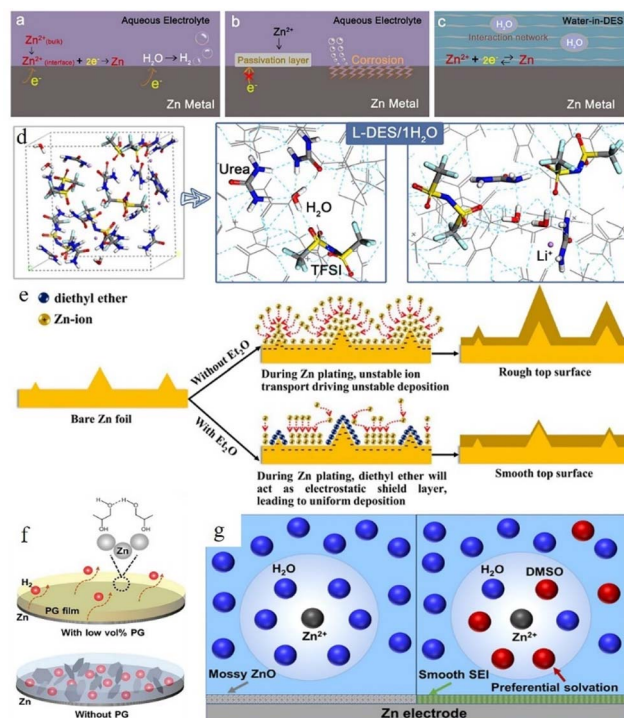 a
Aqueous Electrolyte
Zn²⁺(bulk)
Zn²⁺(interface) + 2e⁻ → Zn
H₂O → H₂
e⁻
e⁻
Zn Metal
b
Aqueous Electrolyte
Zn²⁺
Passivation layer
Corrosion
e⁻
Zn Metal
c
Water-in-DES
H₂O
Interaction network
H₂O
Zn²⁺ + 2e⁻ ⇄ Zn
Zn Metal
d
L-DES/1H₂O
Urea
H₂O
TFSI
Li⁺
e
diethyl ether
Zn-ion
Bare Zn foil
Without Et₂O
During Zn plating, unstable ion
transport driving unstable deposition
Rough top surface
With Et₂O
During Zn plating, diethyl ether will
act as electrostatic shield layer,
leading to uniform deposition
Smooth top surface
f
H
O
H
O
OH
OH
Zn
H₂
PG film
Zn
With low vol% PG
Zn
Without PG
g
H₂O
Zn²⁺
Mossy ZnO
H₂O
DMSO
Zn²⁺
Smooth SEI
Preferential solvation
Zn electrode